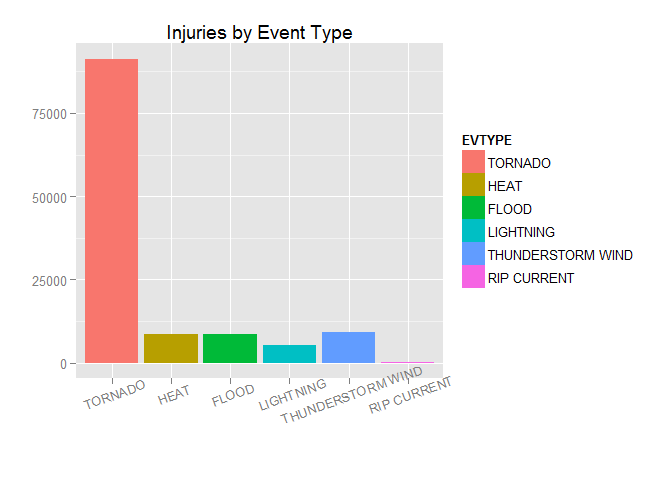 Injuries by Event Type
75000
50000
25000
0
TORNADO
HEAT
FLOOD
LIGHTNING
THUNDERSTORM WIND
RIP CURRENT
EVTYPE
TORNADO
HEAT
FLOOD
LIGHTNING
THUNDERSTORM WIND
RIP CURRENT